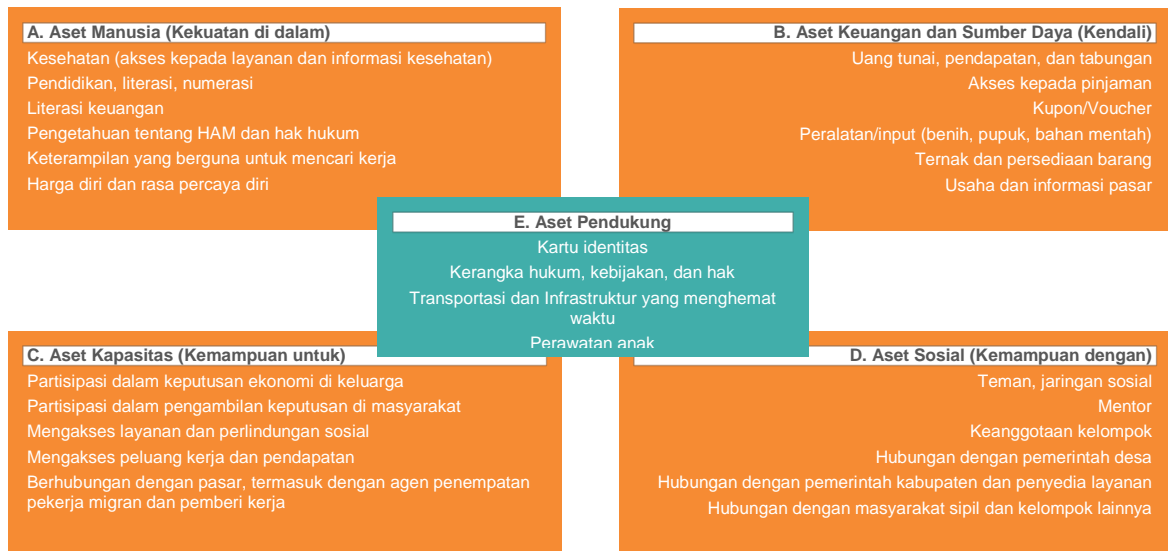 A. Aset Manusia (Kekuatan di dalam)
Kesehatan (akses kepada layanan dan informasi kesehatan)
Pendidikan, literasi, numerasi
Literasi keuangan
Pengetahuan tentang HAM dan hak hukum
Keterampilan yang berguna untuk mencari kerja
Harga diri dan rasa percaya diri
B. Aset Keuangan dan Sumber Daya (Kendali)
Uang tunai, pendapatan, dan tabungan
Akses kepada pinjaman
Kupon/Voucher
Peralatan/input (benih, pupuk, bahan mentah)
Ternak dan persediaan barang
Usaha dan informasi pasar
E. Aset Pendukung
Kartu identitas
Kerangka hukum, kebijakan, dan hak
Transportasi dan Infrastruktur yang menghemat
waktu
Perawatan anak
C. Aset Kapasitas (Kemampuan untuk)
Partisipasi dalam keputusan ekonomi di keluarga
Partisipasi dalam pengambilan keputusan di masyarakat
Mengakses layanan dan perlindungan sosial
Mengakses peluang kerja dan pendapatan
Berhubungan dengan pasar, termasuk dengan agen penempatan
pekerja migran dan pemberi kerja
D. Aset Sosial (Kemampuan dengan)
Teman, jaringan sosial
Mentor
Keanggotaan kelompok
Hubungan dengan pemerintah desa
Hubungan dengan pemerintah kabupaten dan penyedia layanan
Hubungan dengan masyarakat sipil dan kelompok lainnya